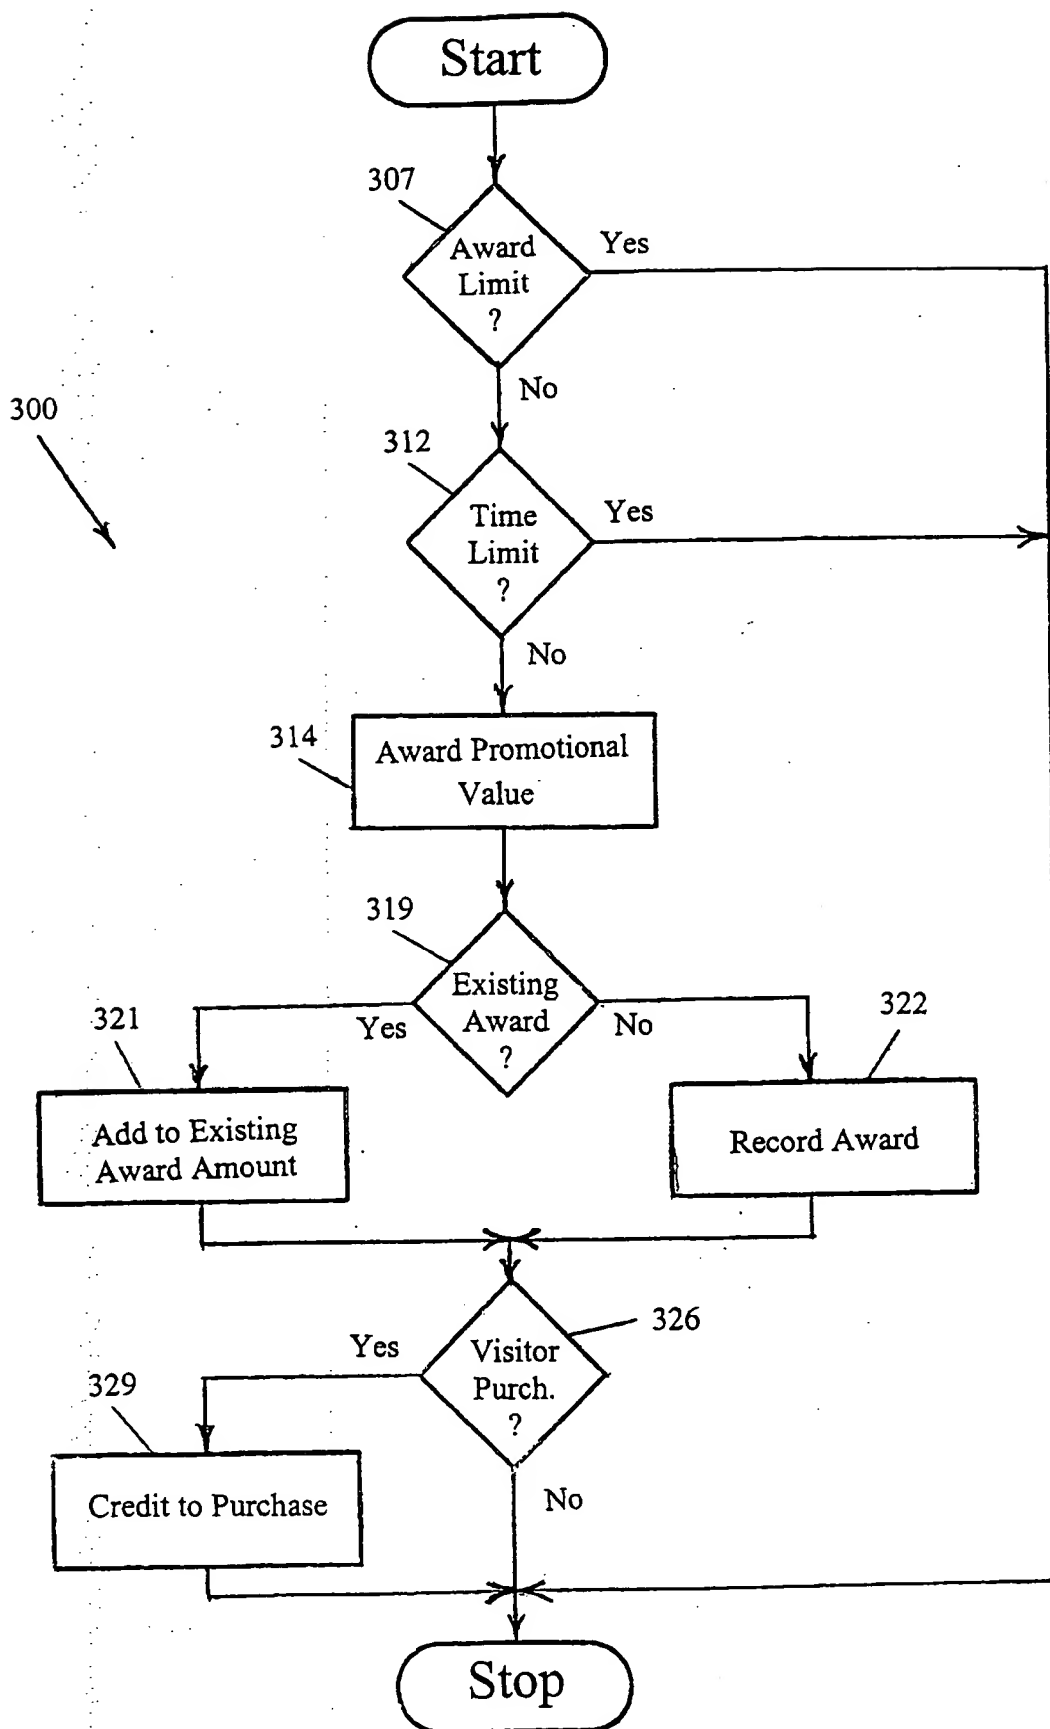 Start
307
Award
Limit
?
Yes
No
300
312
Time
Limit
?
Yes
No
314
Award Promotional
Value
319
Existing
Award
?
Yes
No
321
322
Add to Existing
Award Amount
Record Award
326
Visitor
Purch.
?
Yes
329
Credit to Purchase
No
Stop